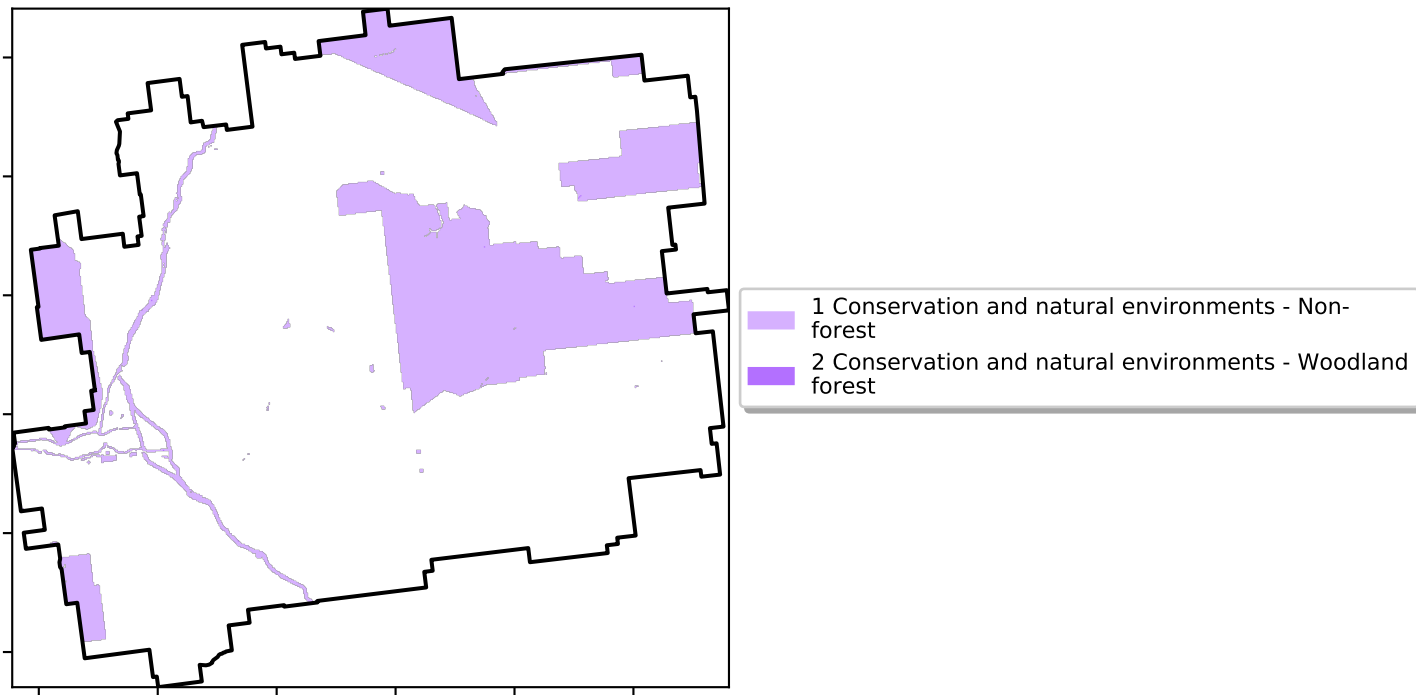 1 Conservation and natural environments - Non-
forest
2 Conservation and natural environments - Woodland
forest